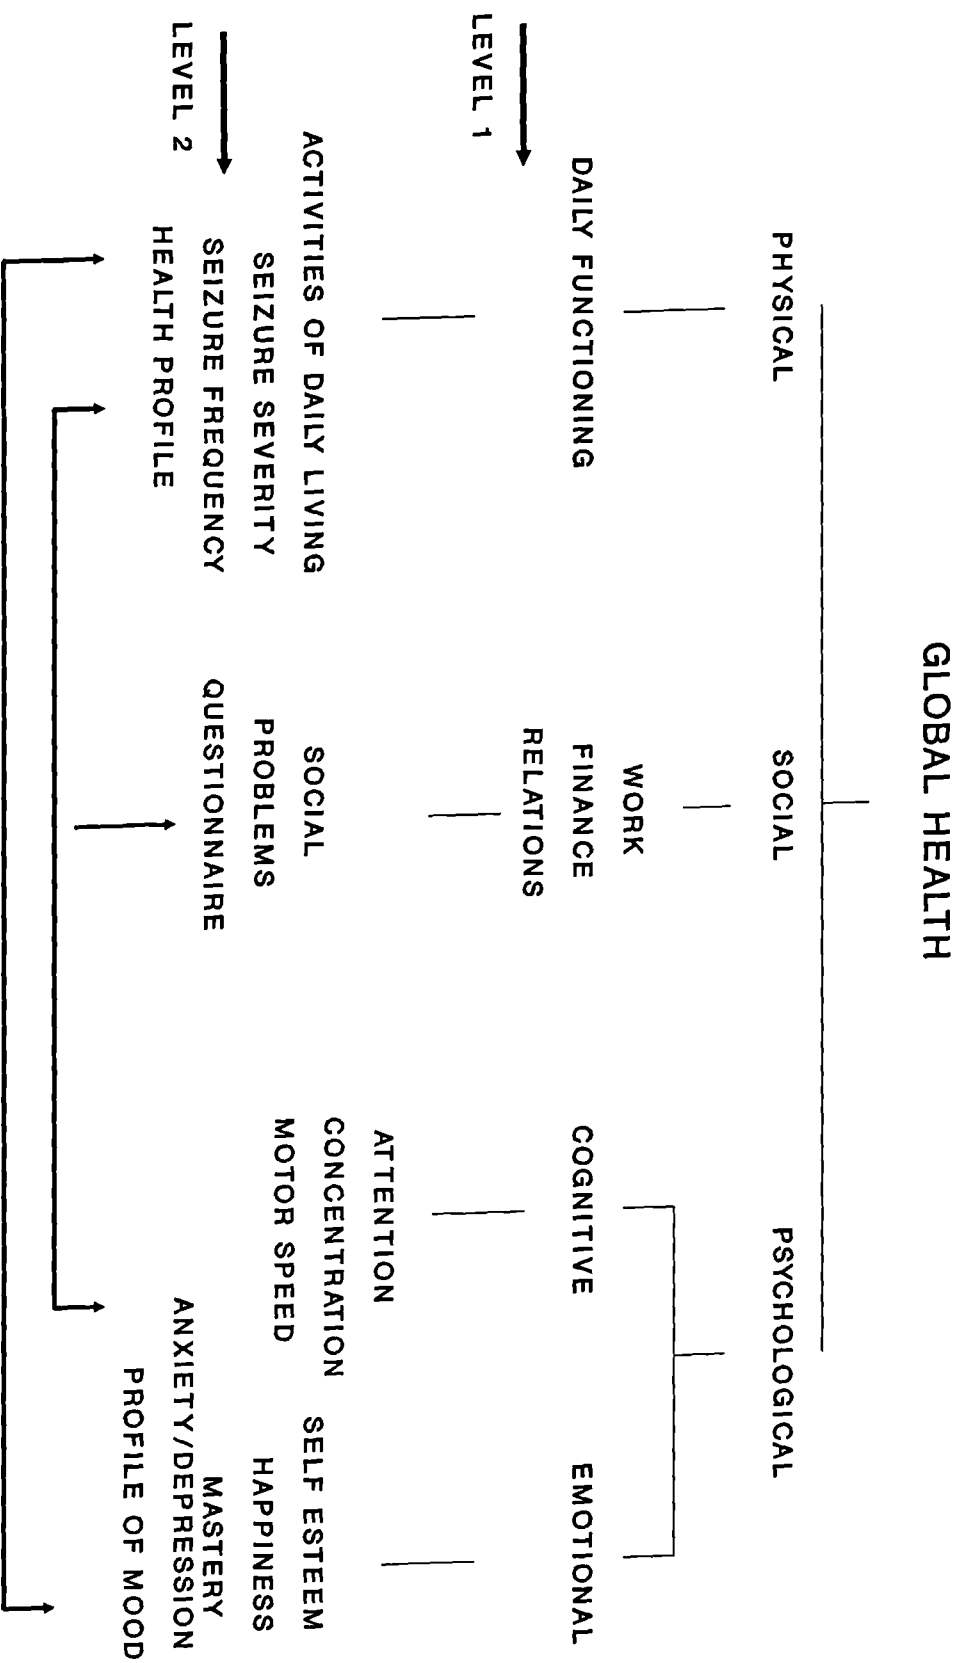 GLOBAL HEALTH
PHYSICAL
SOCIAL
PSYCHOLOGICAL
LEVEL 1
DAILY FUNCTIONING
WORK
FINANCE
RELATIONS
COGNITIVE
EMOTIONAL
LEVEL 2
ACTIVITIES OF DAILY LIVING
SEIZURE SEVERITY
SEIZURE FREQUENCY
HEALTH PROFILE
SOCIAL
PROBLEMS
QUESTIONNAIRE
ATTENTION
CONCENTRATION
MOTOR SPEED
SELF ESTEEM
HAPPINESS
MASTERY
ANXIETY/DEPRESSION
PROFILE OF MOOD